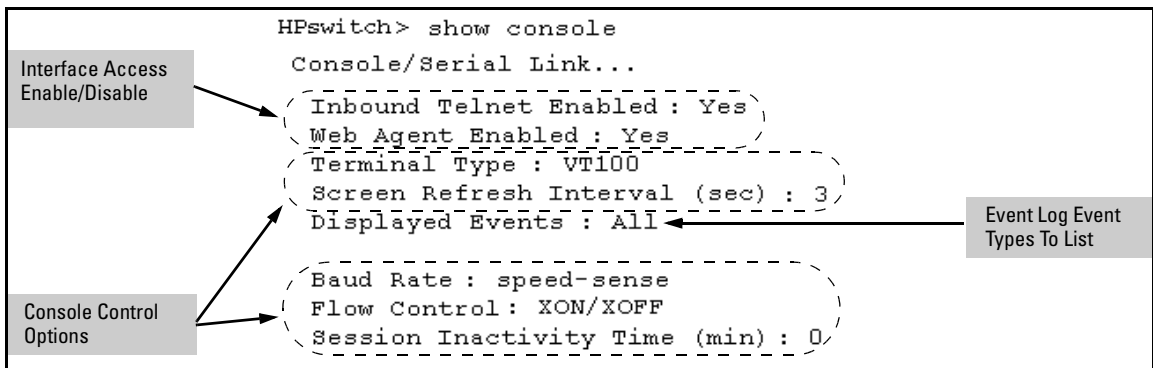 HPswitch> show console
Console/Serial Link...
Interface Access
Enable/Disable
Inbound Telnet Enabled : Yes
Web Agent Enabled : Yes
Terminal Type : VT100
Screen Refresh Interval (sec) : 3
Displayed Events : All
Event Log Event
Types To List
Baud Rate : speed-sense
Flow Control : XON/XOFF
Session Inactivity Time (min) : 0
Console Control
Options